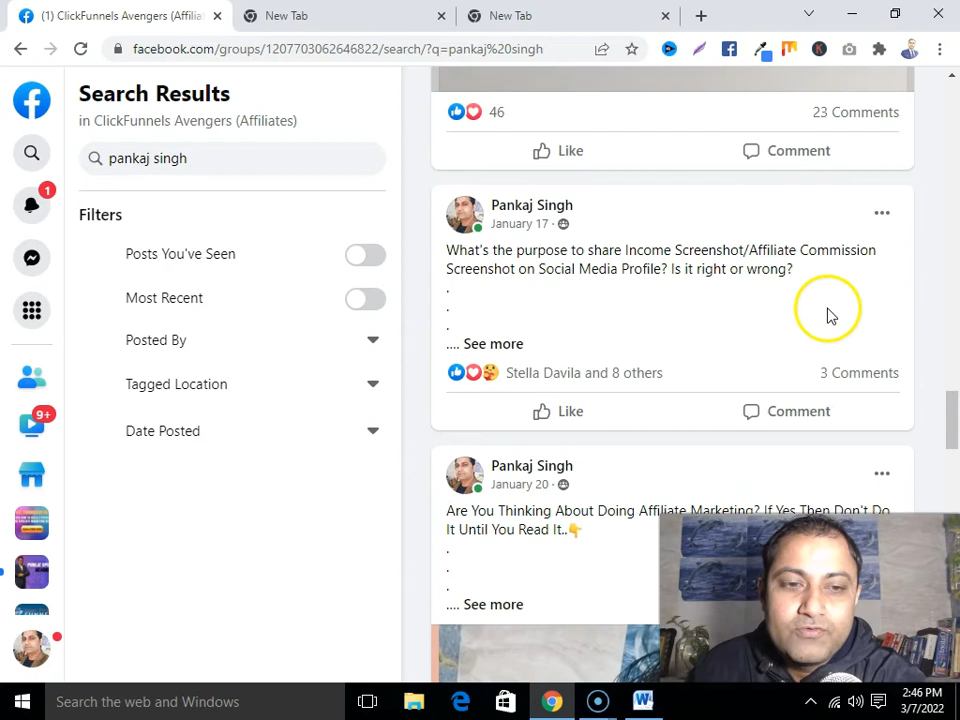 (1) ClickFunnels Avengers (Affiliat
New Tab
New Tab
facebook.com/groups/1207703062646822/search/?q=pankaj%20singh
Search Results
in ClickFunnels Avengers (Affiliates)
pankaj singh
Filters
Posts You've Seen
Most Recent
Posted By
Tagged Location
Date Posted
1
9+
46
23 Comments
Like
Comment
Pankaj Singh
January 17
What's the purpose to share Income Screenshot/Affiliate Commission
Screenshot on Social Media Profile? Is it right or wrong?
.
.
.
.... See more
Stella Davila and 8 others
3 Comments
Like
Comment
Pankaj Singh
January 20
Are You Thinking About Doing Affiliate Marketing? If Yes Then Don't Do
It Until You Read It..👇
.
.
.
.... See more
Search the web and Windows
2:46 PM
3/7/2022